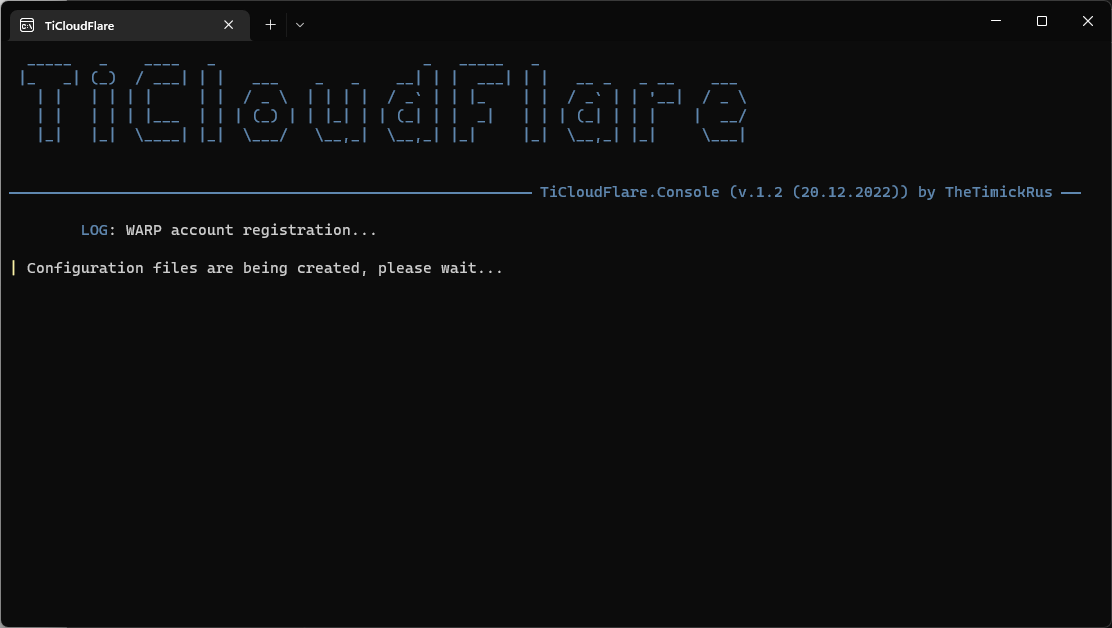 TiCloudFlare
TiCloudFlare
TiCloudFlare.Console (v.1.2 (20.12.2022)) by TheTimickRus
LOG: WARP account registration...
Configuration files are being created, please wait...